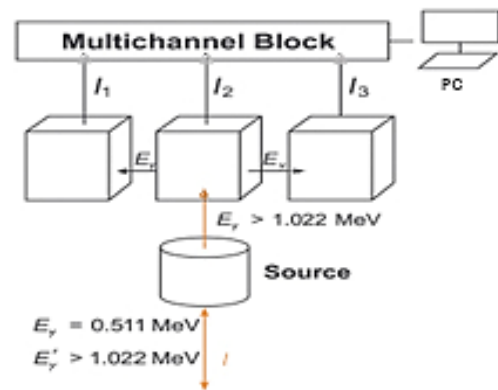 Multichannel Block
PC
I₁ I₂ I₃
Eᵧ Eᵧ
Eᵧ > 1.022 MeV
Source
Eᵧ = 0.511 MeV
E′ᵧ > 1.022 MeV
l